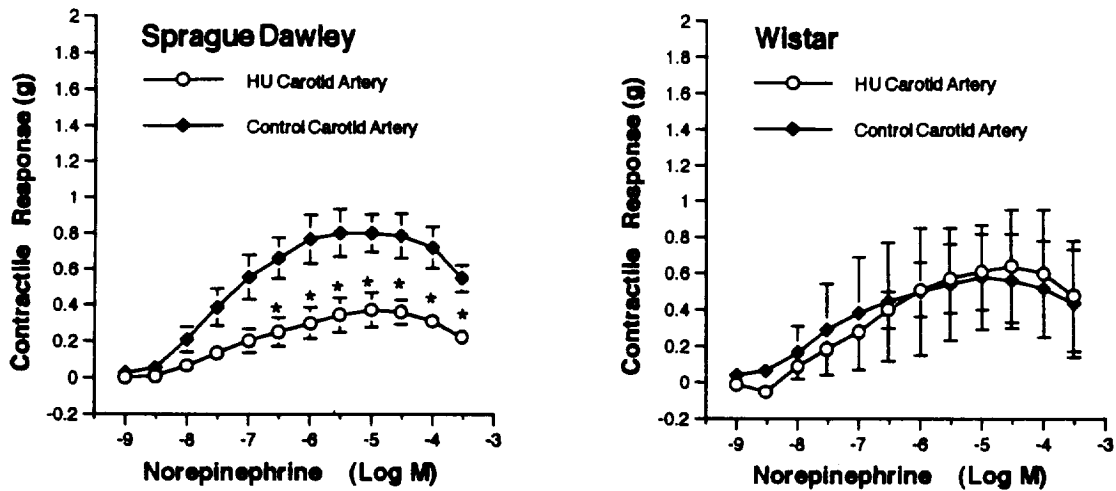 Sprague Dawley
HU Carotid Artery
Control Carotid Artery
Contractile Response (g)
2
1.8
1.6
1.4
1.2
1
0.8
0.6
0.4
0.2
0
-0.2
* * * * * * *
-9 -8 -7 -6 -5 -4 -3
Norepinephrine (Log M)
Wistar
HU Carotid Artery
Control Carotid Artery
Contractile Response (g)
2
1.8
1.6
1.4
1.2
1
0.8
0.6
0.4
0.2
0
-0.2
-9 -8 -7 -6 -5 -4 -3
Norepinephrine (Log M)